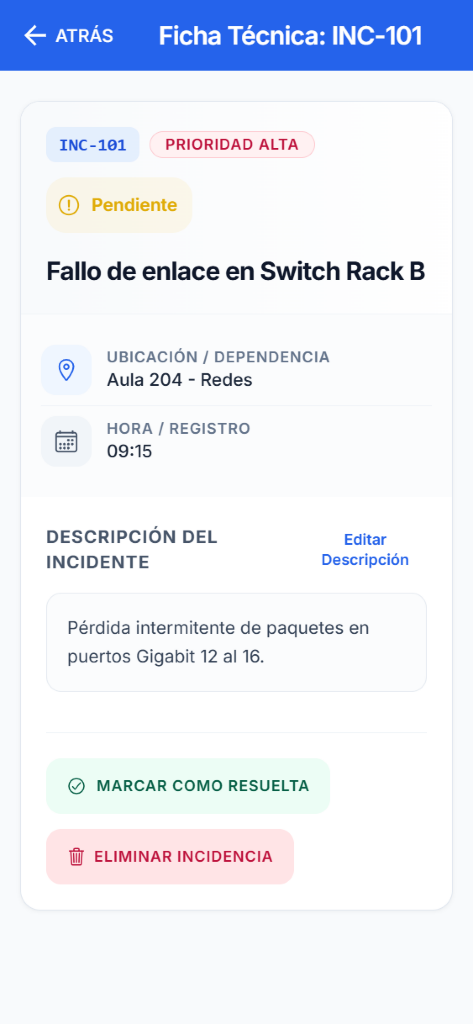 ATRÁS
Ficha Técnica: INC-101
INC-101
PRIORIDAD ALTA
Pendiente
Fallo de enlace en Switch Rack B
UBICACIÓN / DEPENDENCIA
Aula 204 - Redes
HORA / REGISTRO
09:15
DESCRIPCIÓN DEL
INCIDENTE
Editar
Descripción
Pérdida intermitente de paquetes en
puertos Gigabit 12 al 16.
MARCAR COMO RESUELTA
ELIMINAR INCIDENCIA